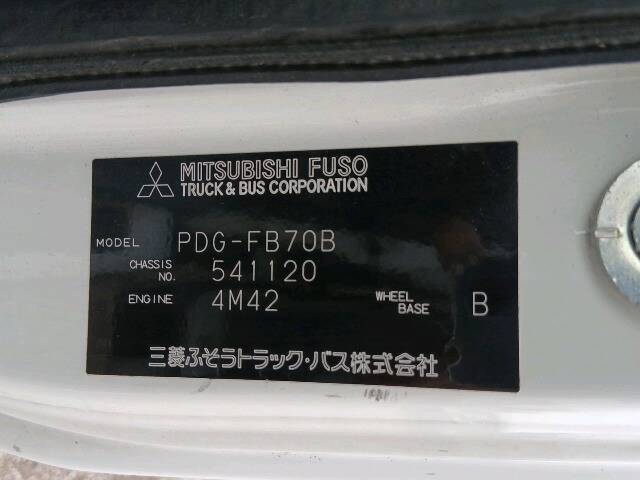 MITSUBISHI FUSO
TRUCK & BUS CORPORATION
MODEL PDG-FB70B
CHASSIS NO. 541120
ENGINE 4M42 WHEEL BASE B
三菱ふそうトラック・バス株式会社